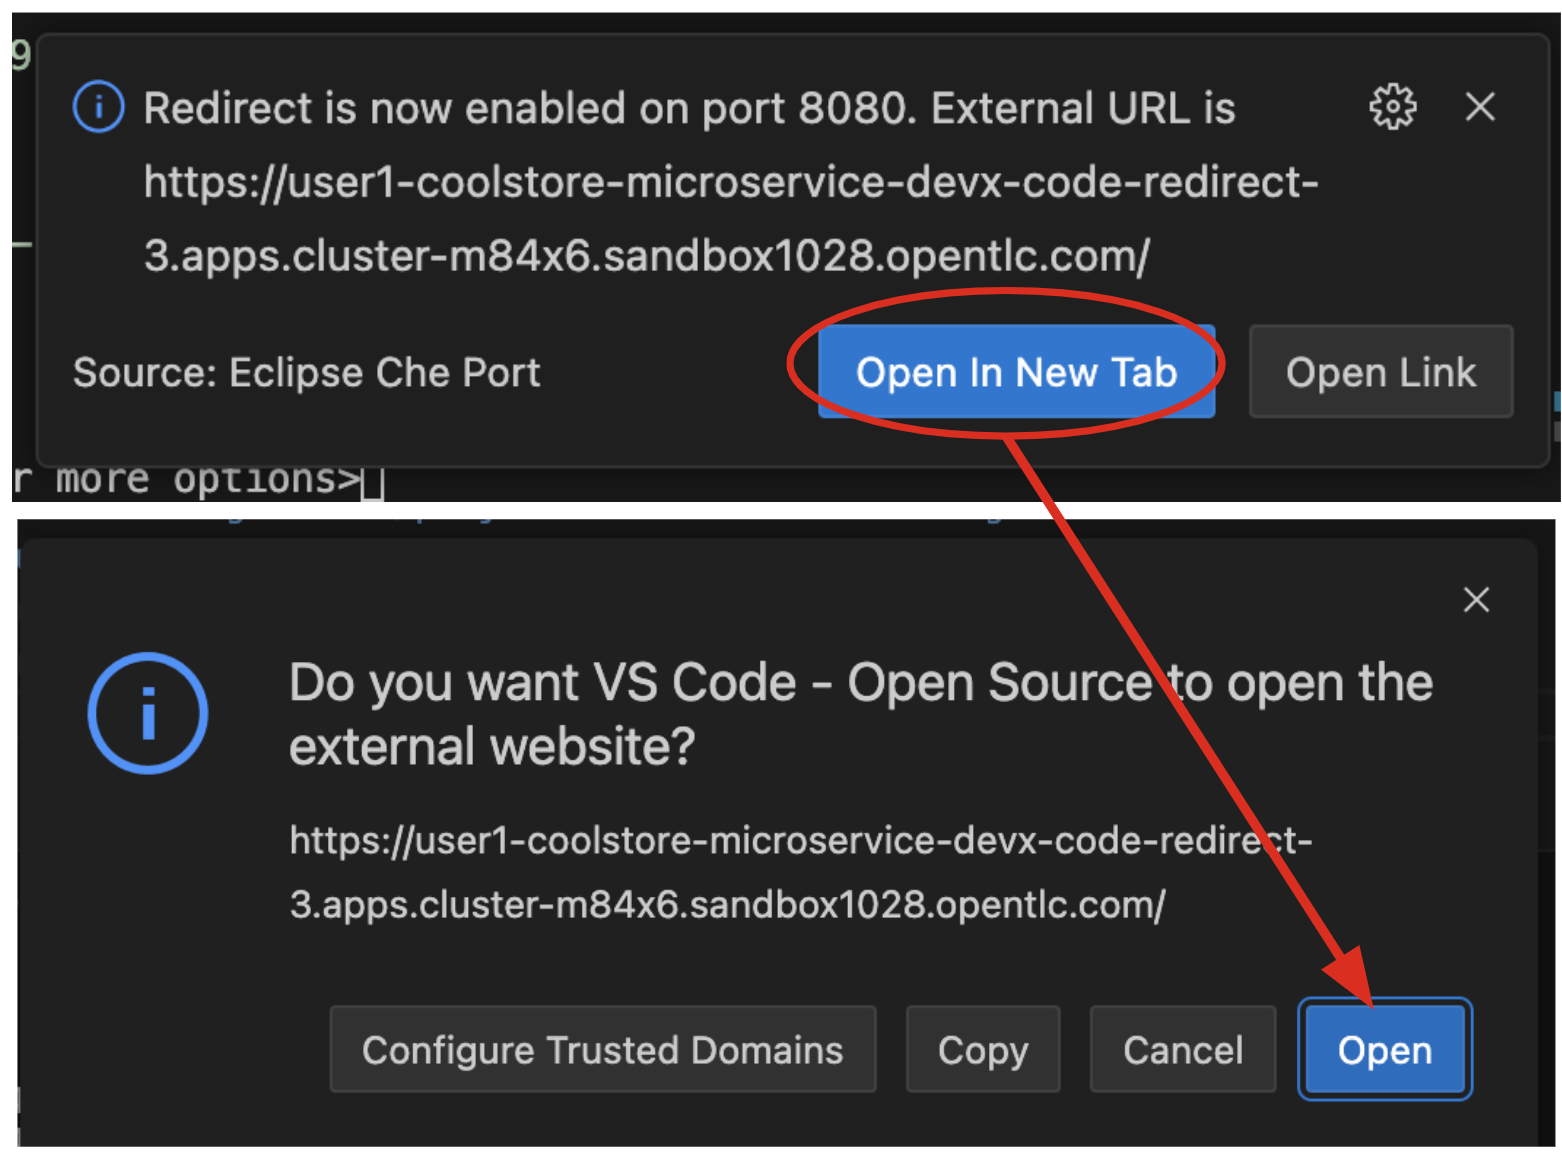 9
Redirect is now enabled on port 8080. External URL is
https://user1-coolstore-microservice-devx-code-redirect-
3.apps.cluster-m84x6.sandbox1028.opentlc.com/
Source: Eclipse Che Port
Open In New Tab
Open Link
r more options>
Do you want VS Code - Open Source to open the
external website?
https://user1-coolstore-microservice-devx-code-redirect-
3.apps.cluster-m84x6.sandbox1028.opentlc.com/
Configure Trusted Domains
Copy
Cancel
Open